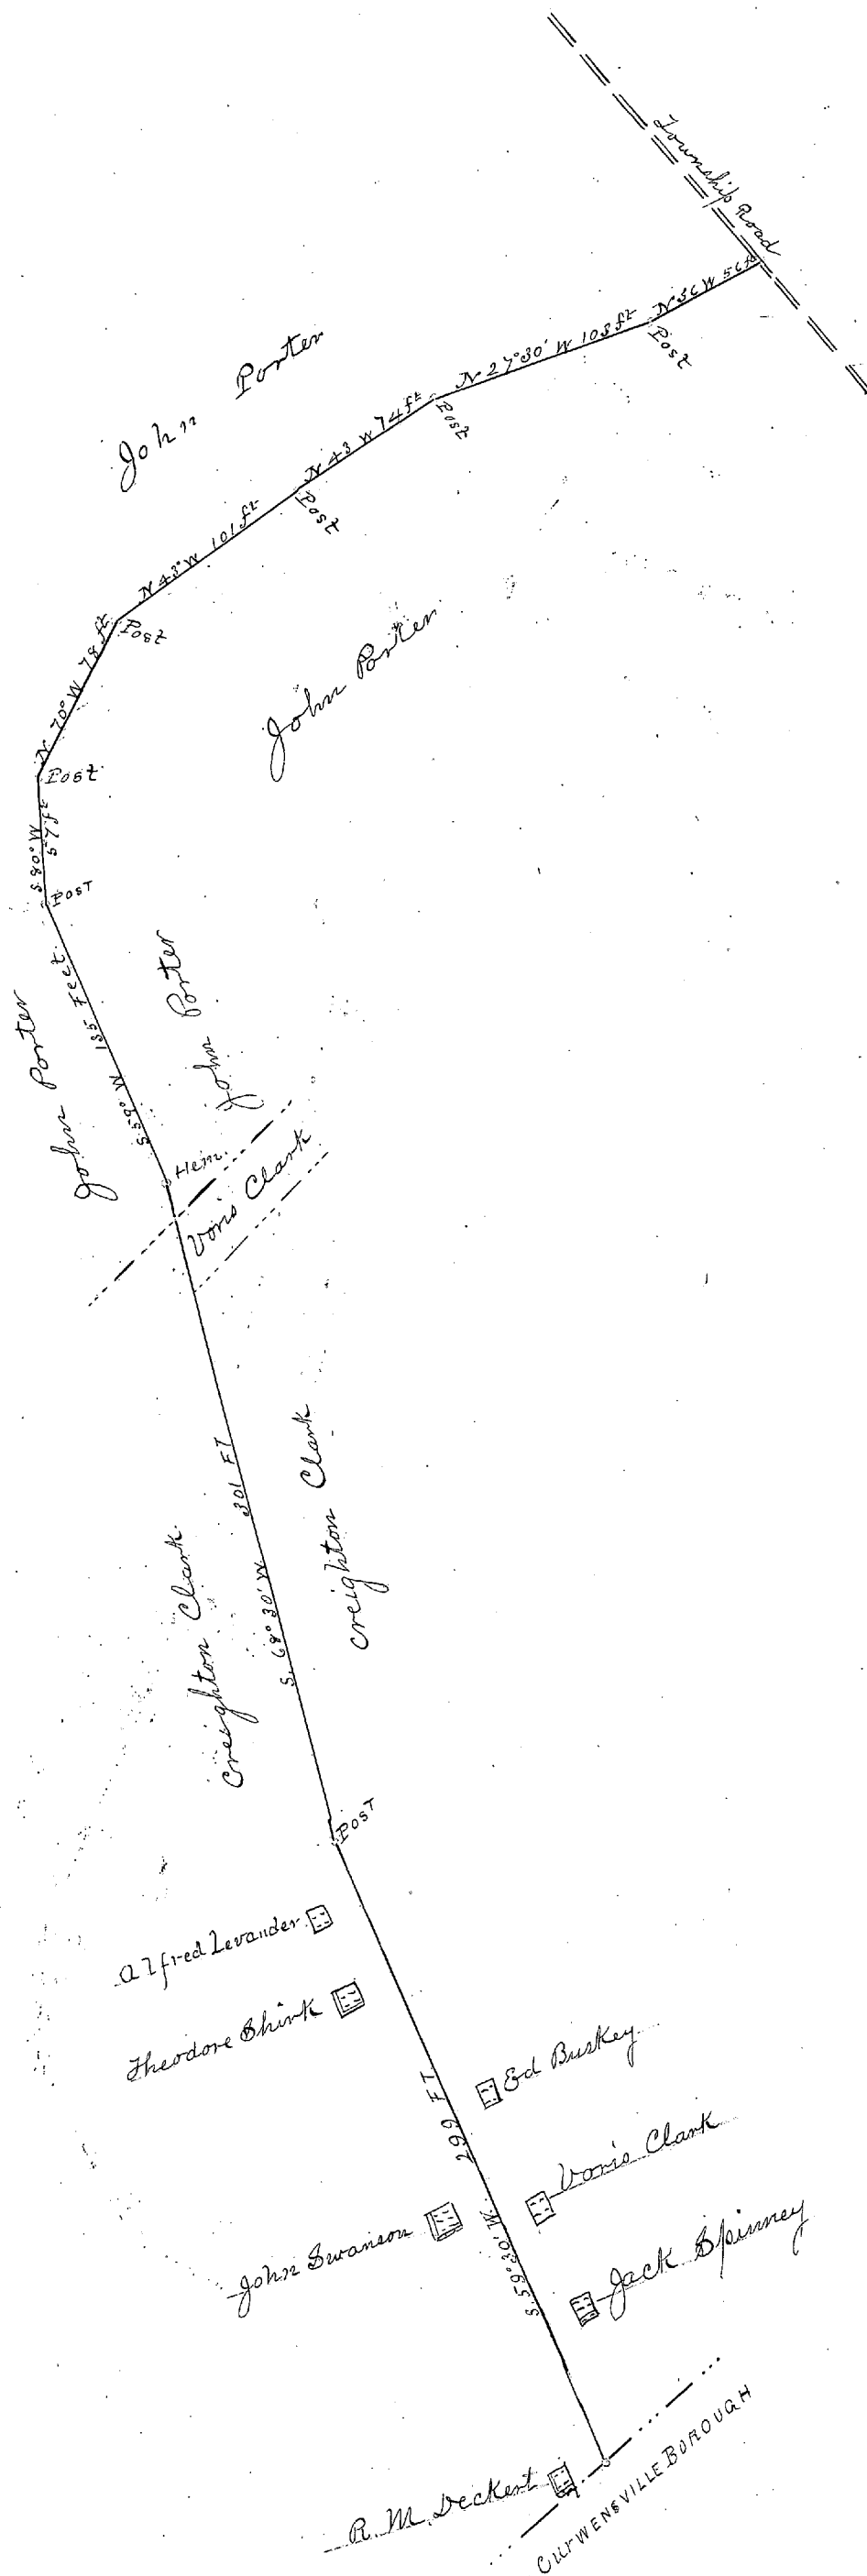 Township Road
N 36 W 56 ft
Post
N 27°30' W 103 ft
Post
John Porter
N 43 W 74 ft
Post
N 43° W 101 ft
Post
John Porter
N 70° W 78 ft
Post
S 80° W
57 ft
POST
John Porter
S 59° W 135 Feet.
John Porter
Hem.
Voris Clark
S. 68° 30' W 301 FT
Creighton Clark
Creighton Clark.
POST
Alfred Levander
Theodore Shirk
Ed Buskey
S. 59° 30' W. 299 FT
Voris Clark
John Swanson
Jack Spinney
R. M. Deckert
CURWENSVILLE BOROUGH